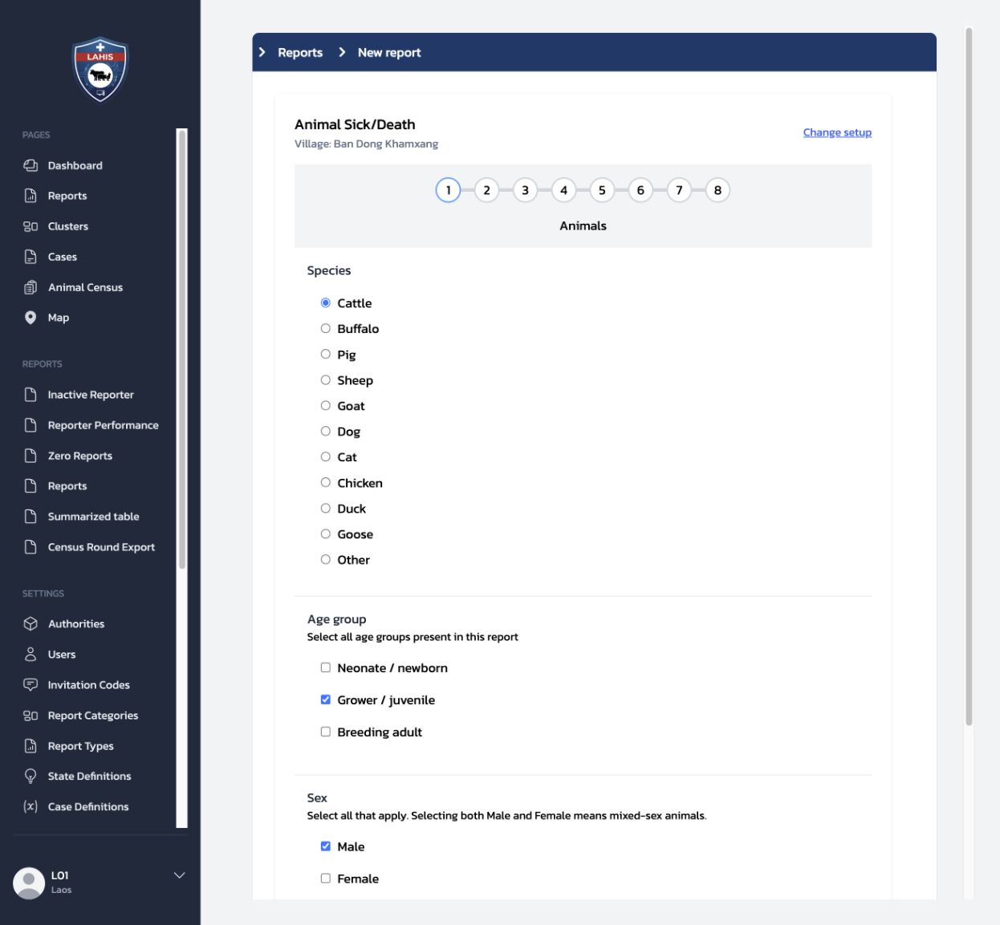 LAHIS
PAGES
Dashboard
Reports
Clusters
Cases
Animal Census
Map
REPORTS
Inactive Reporter
Reporter Performance
Zero Reports
Reports
Summarized table
Census Round Export
SETTINGS
Authorities
Users
Invitation Codes
Report Categories
Report Types
State Definitions
(x) Case Definitions
L01
Laos
Reports
New report
Animal Sick/Death
Village: Ban Dong Khamxang
Change setup
1 2 3 4 5 6 7 8
Animals
Species
Cattle
Buffalo
Pig
Sheep
Goat
Dog
Cat
Chicken
Duck
Goose
Other
Age group
Select all age groups present in this report
Neonate / newborn
Grower / juvenile
Breeding adult
Sex
Select all that apply. Selecting both Male and Female means mixed-sex animals.
Male
Female